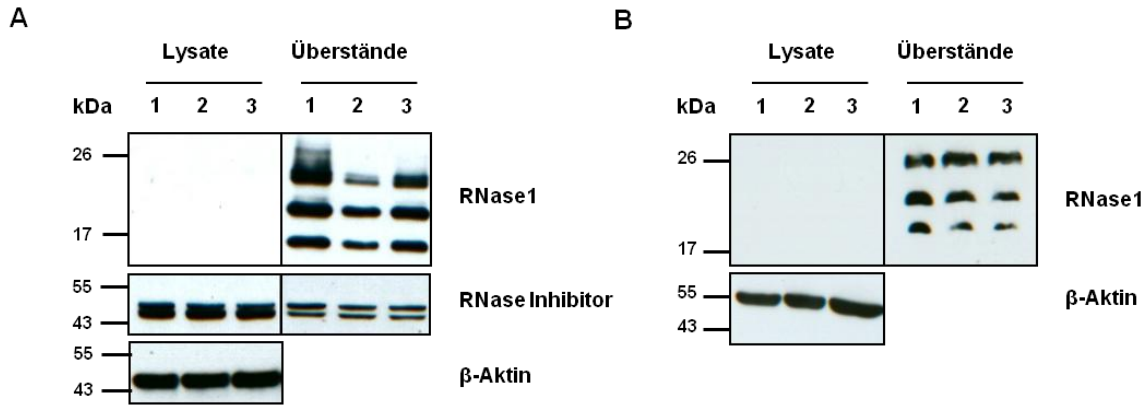 A
Lysate Überstände
kDa 1 2 3 1 2 3
26
RNase1
17
55
RNase Inhibitor
43
55
β-Aktin
43
B
Lysate Überstände
kDa 1 2 3 1 2 3
26
RNase1
17
55
β-Aktin
43